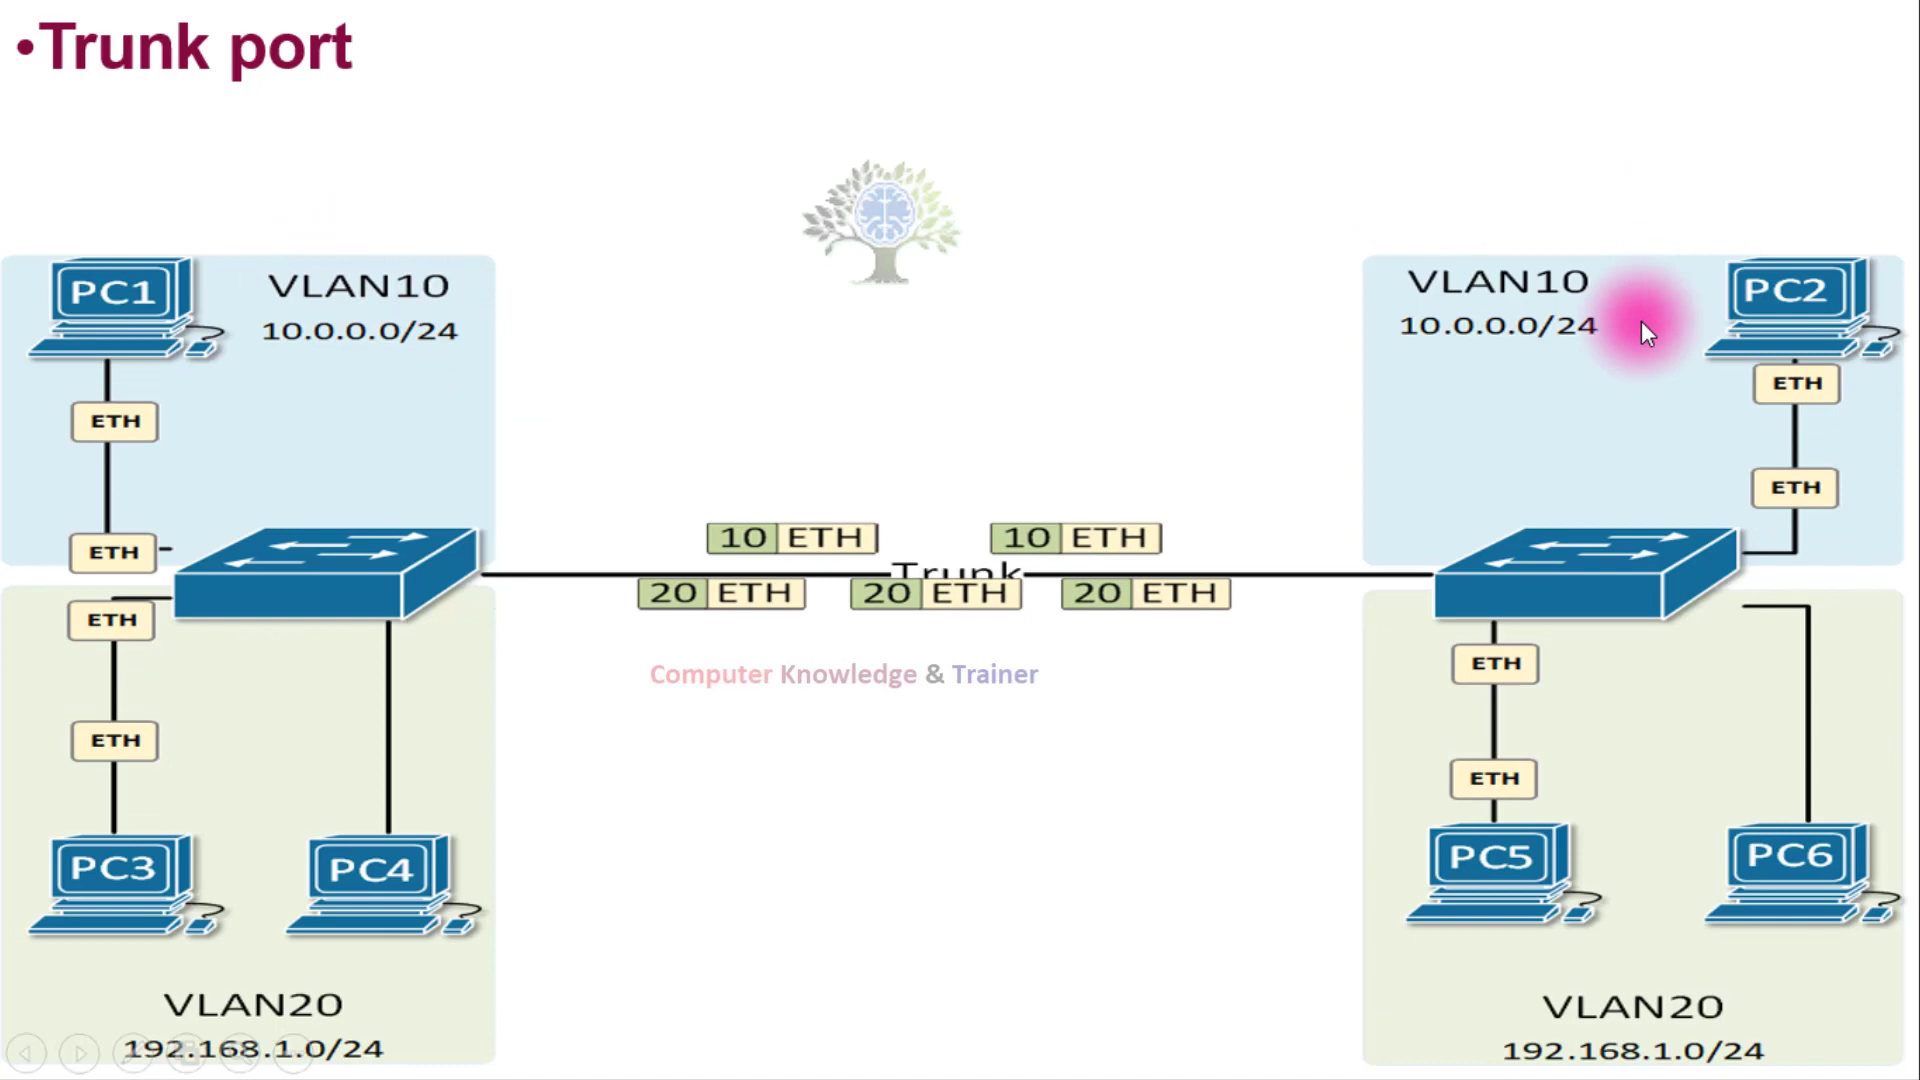 •Trunk port
PC1
VLAN10
10.0.0.0/24
VLAN10
10.0.0.0/24
PC2
ETH
ETH
ETH
ETH
10 ETH
10 ETH
Trunk
20 ETH
20 ETH
20 ETH
ETH
ETH
ETH
ETH
Computer Knowledge & Trainer
PC3
PC4
PC5
PC6
VLAN20
192.168.1.0/24
VLAN20
192.168.1.0/24